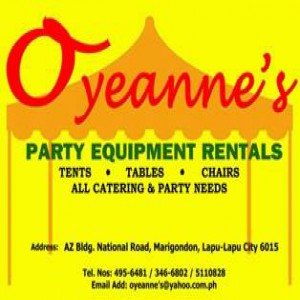 Oyeanne's
PARTY EQUIPMENT RENTALS
TENTS • TABLES • CHAIRS
ALL CATERING & PARTY NEEDS
Address: AZ Bldg. National Road, Marigondon, Lapu-Lapu City 6015
Tel. Nos: 495-6481 / 346-6802 / 5110828
Email Add: oyeanne's@yahoo.com.ph